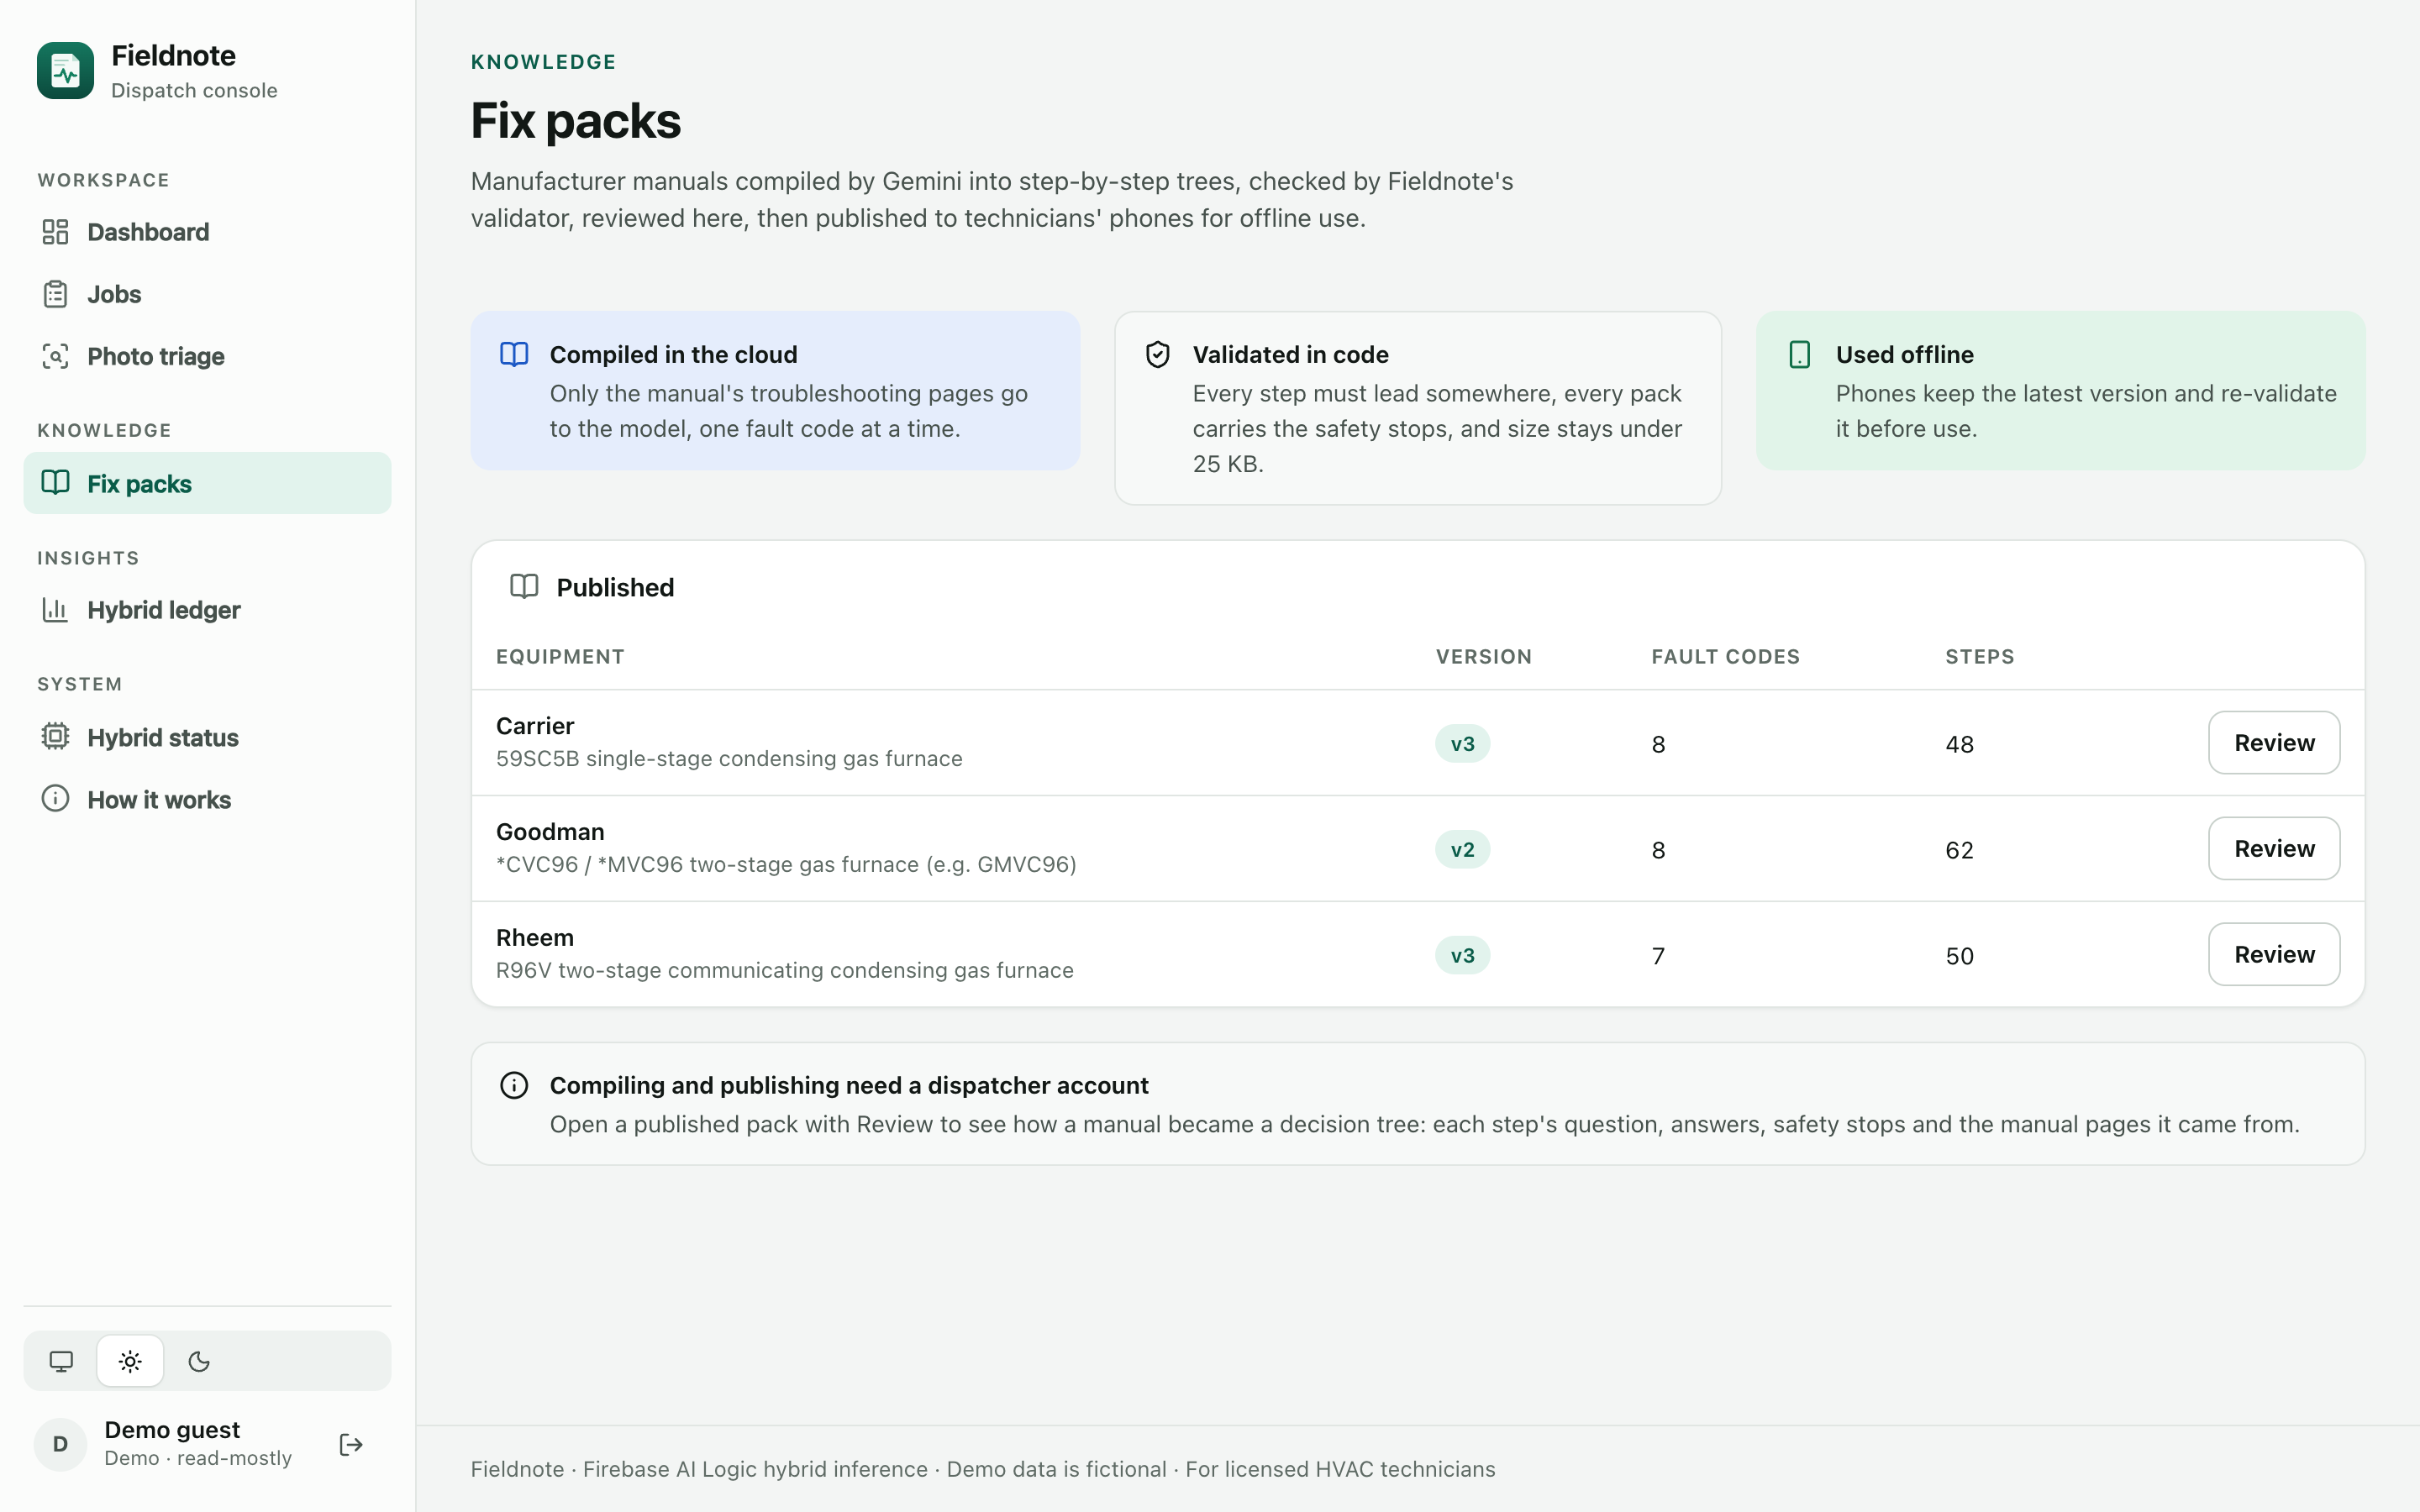 Fieldnote
Dispatch console
WORKSPACE
Dashboard
Jobs
Photo triage
KNOWLEDGE
Fix packs
INSIGHTS
Hybrid ledger
SYSTEM
Hybrid status
How it works
D
Demo guest
Demo · read-mostly
KNOWLEDGE
Fix packs
Manufacturer manuals compiled by Gemini into step-by-step trees, checked by Fieldnote's
validator, reviewed here, then published to technicians' phones for offline use.
Compiled in the cloud
Only the manual's troubleshooting pages go
to the model, one fault code at a time.
Validated in code
Every step must lead somewhere, every pack
carries the safety stops, and size stays under
25 KB.
Used offline
Phones keep the latest version and re-validate
it before use.
Published
EQUIPMENT VERSION FAULT CODES STEPS
Carrier
59SC5B single-stage condensing gas furnace
v3 8 48 Review
Goodman
*CVC96 / *MVC96 two-stage gas furnace (e.g. GMVC96)
v2 8 62 Review
Rheem
R96V two-stage communicating condensing gas furnace
v3 7 50 Review
Compiling and publishing need a dispatcher account
Open a published pack with Review to see how a manual became a decision tree: each step's question, answers, safety stops and the manual pages it came from.
Fieldnote · Firebase AI Logic hybrid inference · Demo data is fictional · For licensed HVAC technicians